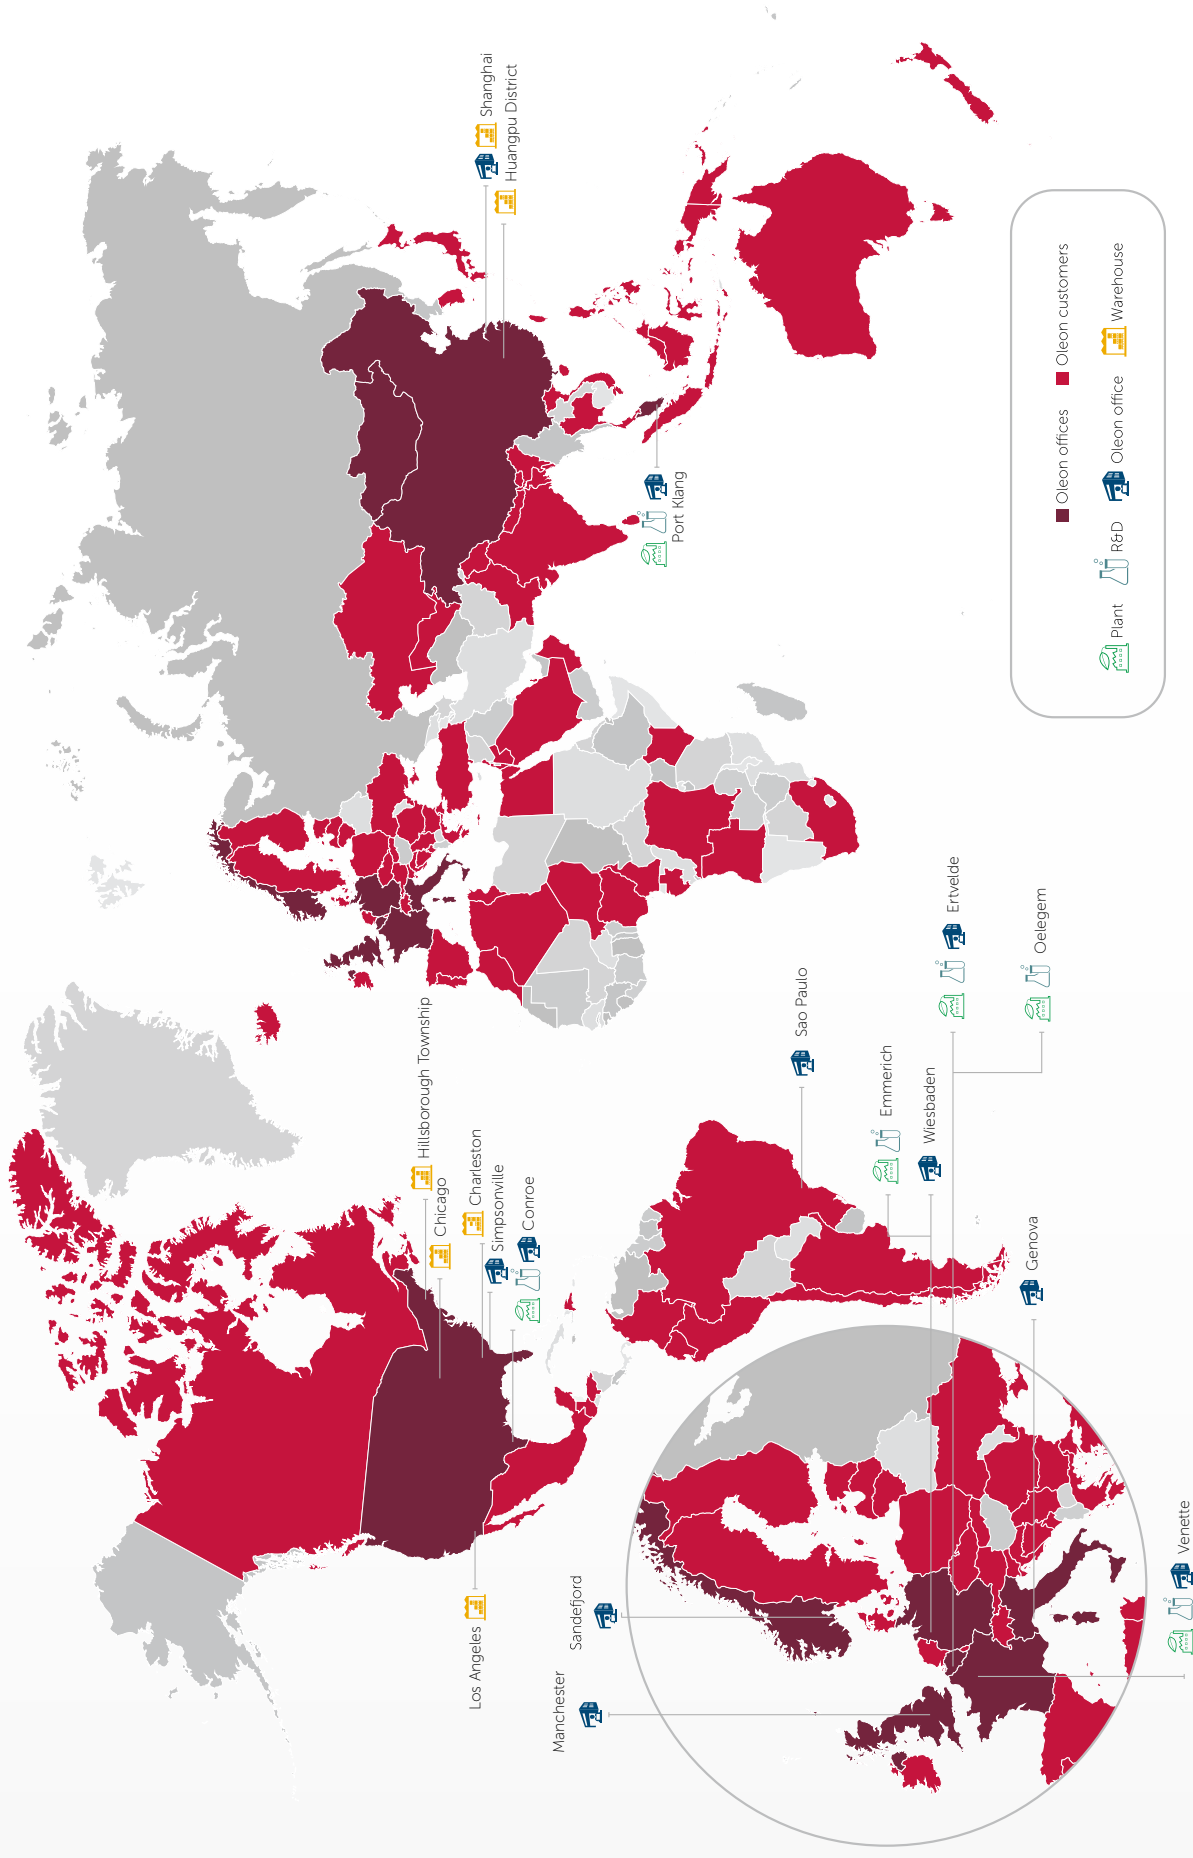 Hillsborough Township
Chicago
Charleston
Simpsonville
Conroe
Los Angeles
Shanghai
Huangpu District
Port Klang
Sao Paulo
Manchester
Sandefjord
Emmerich
Wiesbaden
Ertvelde
Oelegem
Genova
Venette
Oleon offices
Oleon customers
Plant
R&D
Oleon office
Warehouse